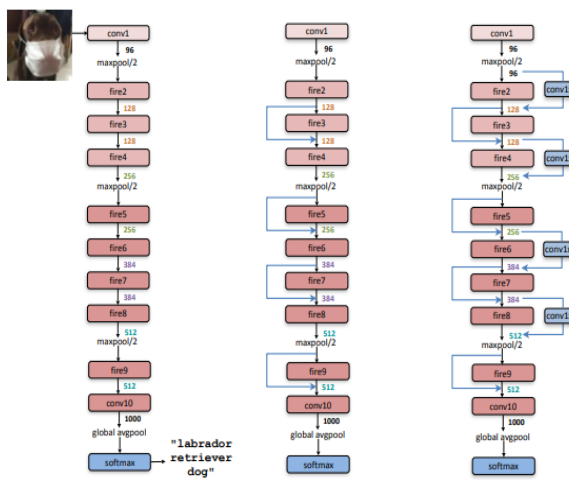 conv1
96
maxpool/2
fire2
128
fire3
128
fire4
256
maxpool/2
fire5
256
fire6
384
fire7
384
fire8
512
maxpool/2
fire9
512
conv10
1000
global avgpool
softmax
"labrador
retriever
dog"
conv1
96
maxpool/2
fire2
128
fire3
128
fire4
256
maxpool/2
fire5
256
fire6
384
fire7
384
fire8
512
maxpool/2
fire9
512
conv10
1000
global avgpool
softmax
conv1
96
maxpool/2
96
fire2
conv1
128
fire3
128
fire4
conv1
256
maxpool/2
fire5
256
fire6
conv1
384
fire7
384
fire8
conv1
512
maxpool/2
fire9
512
conv10
1000
global avgpool
softmax